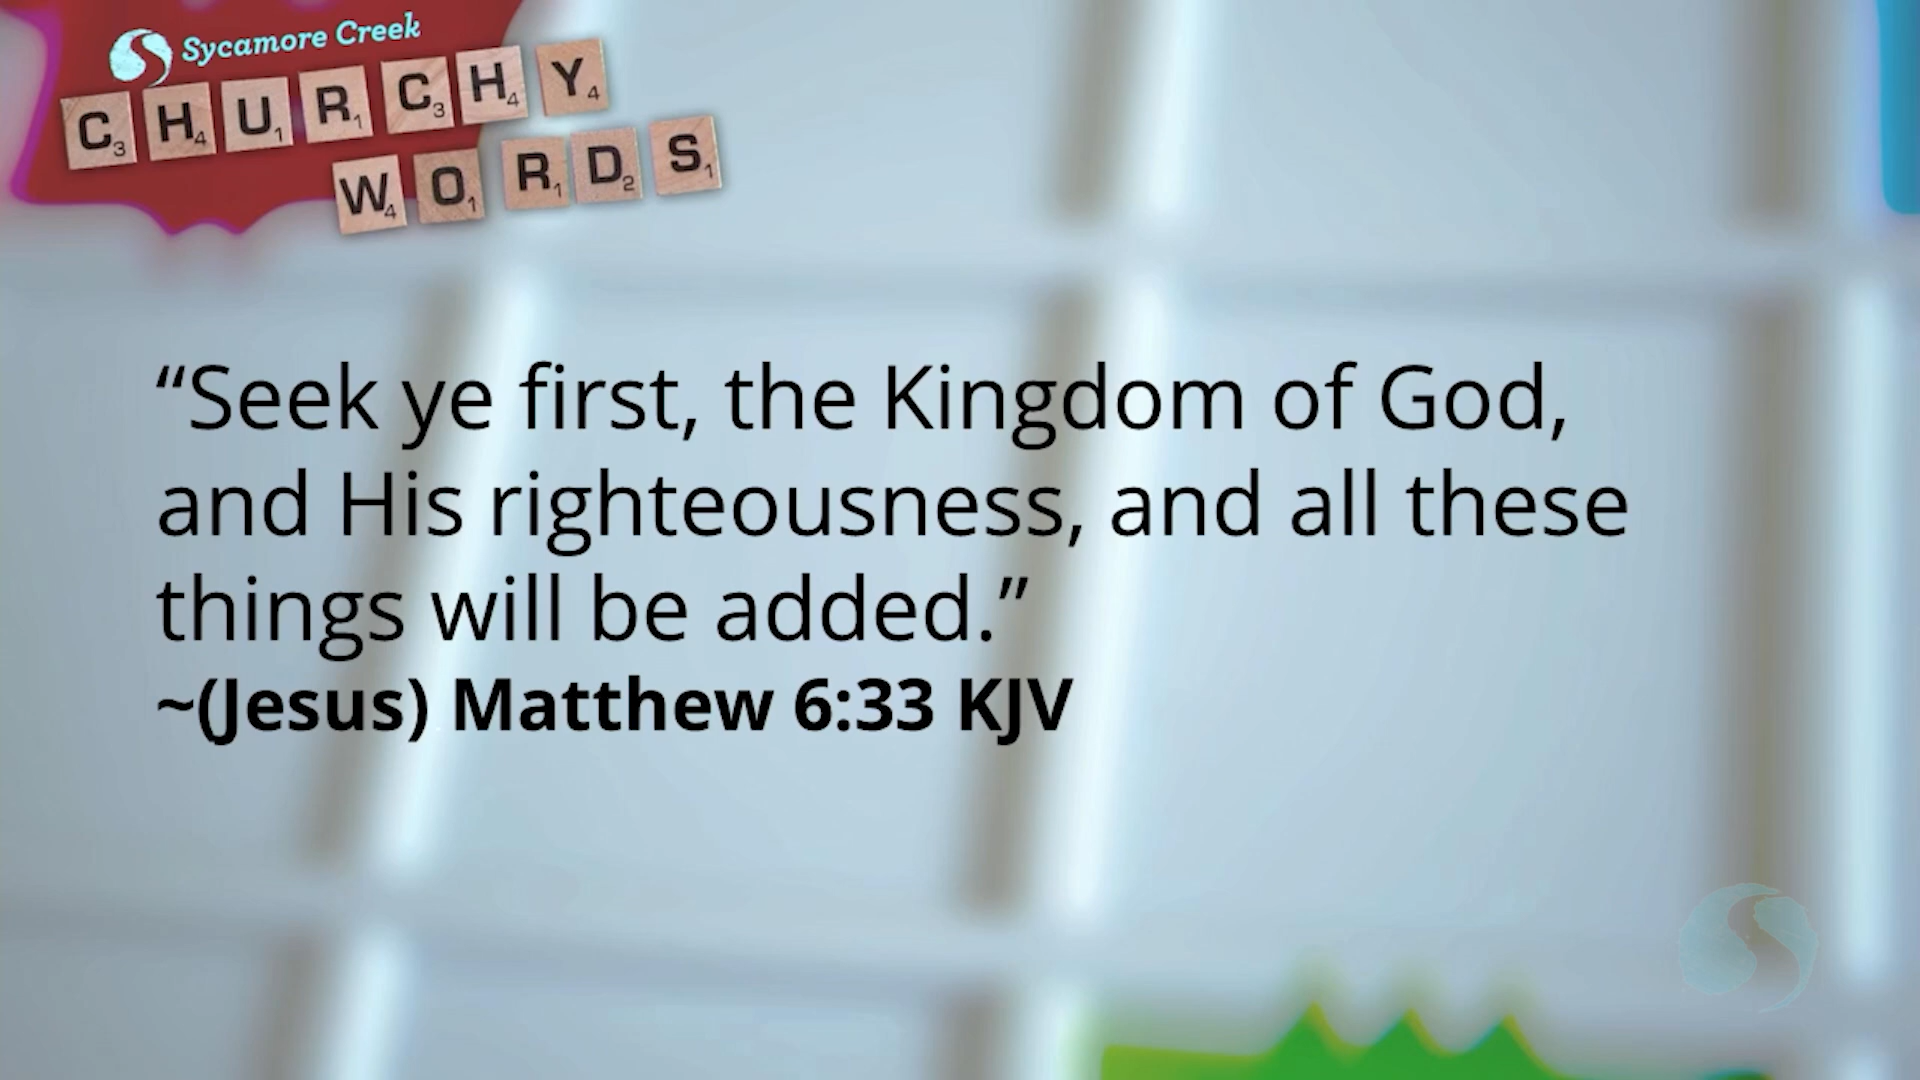 Sycamore Creek
CHURCHY
WORDS
“Seek ye first, the Kingdom of God,
and His righteousness, and all these
things will be added.”
~(Jesus) Matthew 6:33 KJV